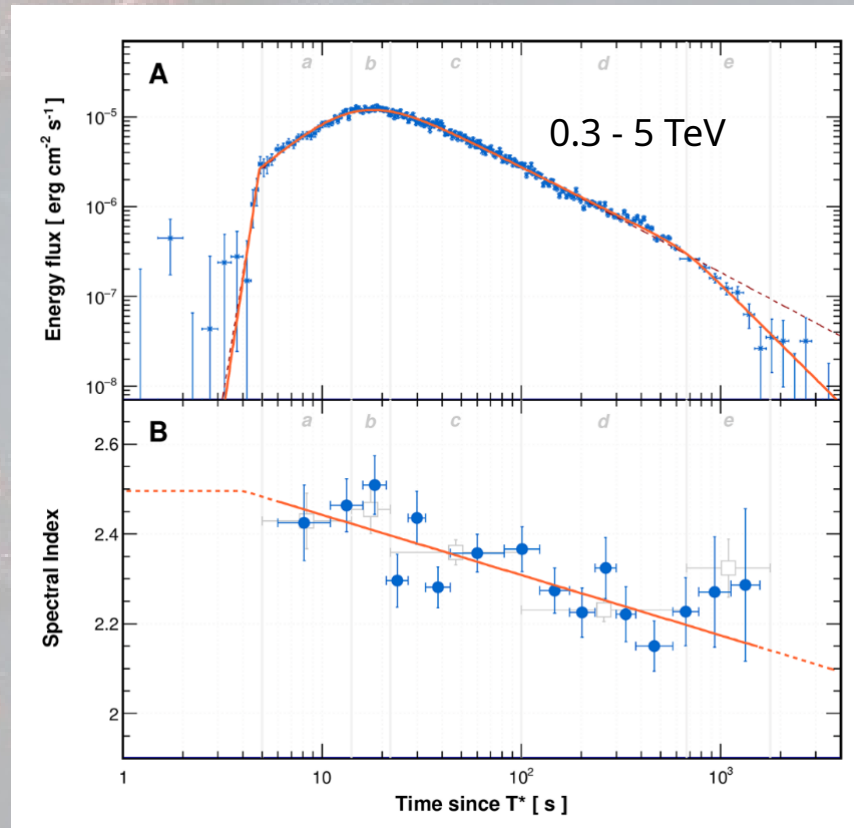 A
a b c d e
0.3 - 5 TeV
Energy flux [ erg cm⁻² s⁻¹ ]
10⁻⁵
10⁻⁶
10⁻⁷
10⁻⁸
B
a b c d e
Spectral Index
2.6
2.4
2.2
2
1 10 10² 10³
Time since T* [ s ]